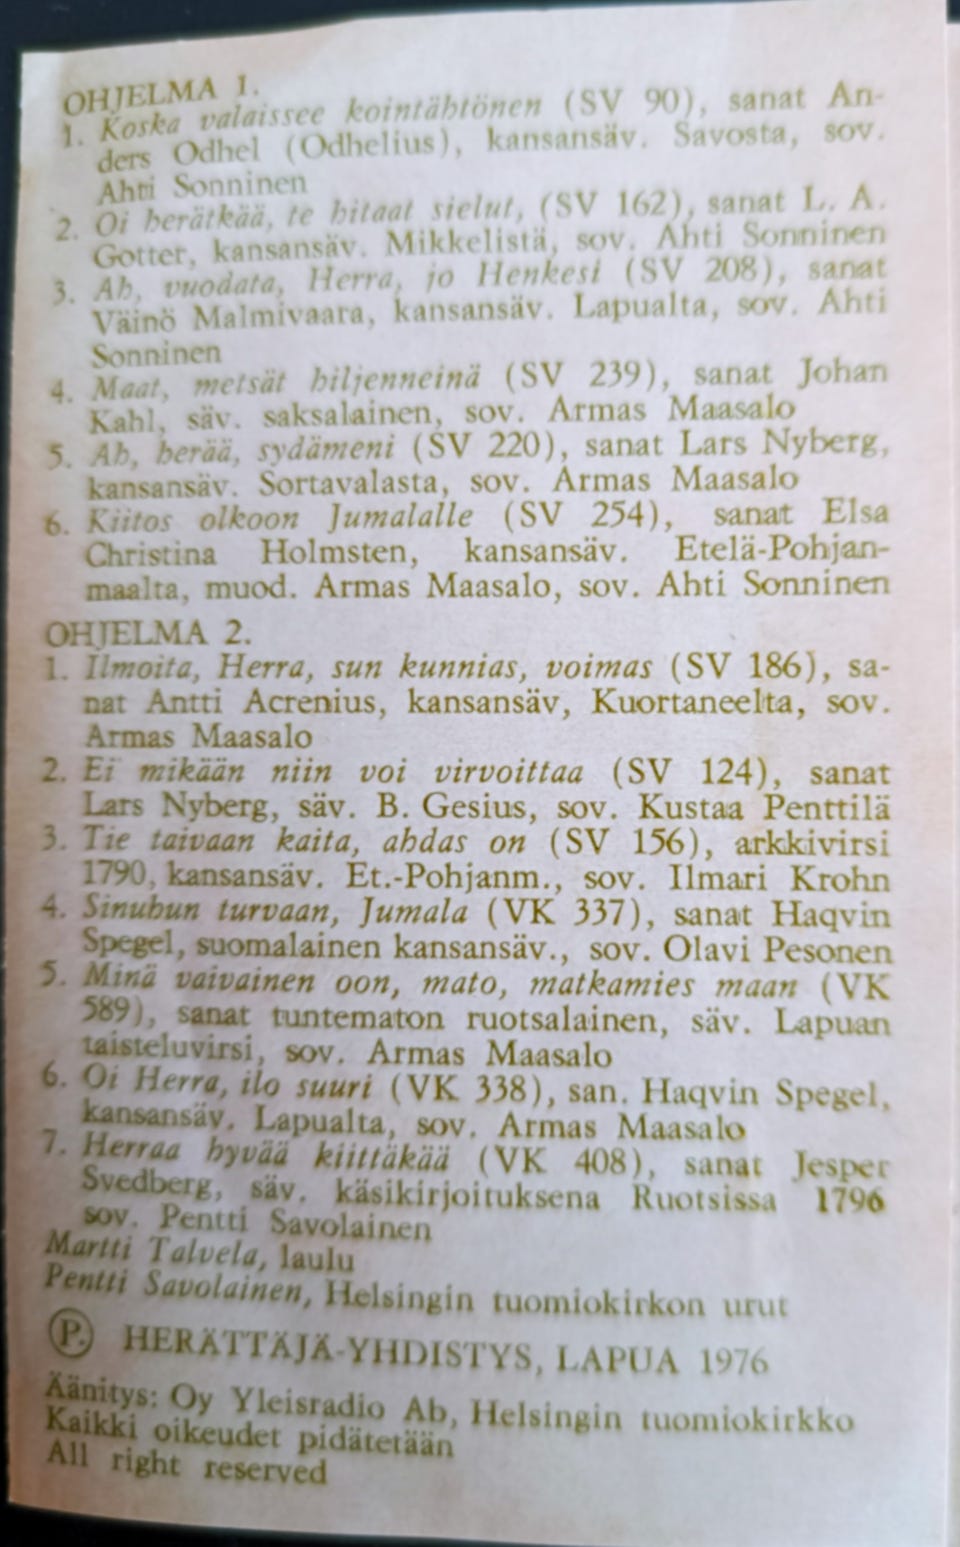 OHJELMA 1.
1. Koska valaissee kointähtönen (SV 90), sanat An-
ders Odhel (Odhelius), kansansäv. Savosta, sov.
Ahti Sonninen
2. Oi herätkää, te hitaat sielut, (SV 162), sanat L. A.
Gotter, kansansäv. Mikkelistä, sov. Ahti Sonninen
3. Ah, vuodata, Herra, jo Henkesi (SV 208), sanat
Väinö Malmivaara, kansansäv. Lapualta, sov. Ahti
Sonninen
4. Maat, metsät hiljenneinä (SV 239), sanat Johan
Kahl, säv. saksalainen, sov. Armas Maasalo
5. Ah, herää, sydämeni (SV 220), sanat Lars Nyberg,
kansansäv. Sortavalasta, sov. Armas Maasalo
6. Kiitos olkoon Jumalalle (SV 254), sanat Elsa
Christina Holmsten, kansansäv. Etelä-Pohjan-
maalta, muod. Armas Maasalo, sov. Ahti Sonninen
OHJELMA 2.
1. Ilmoita, Herra, sun kunnias, voimas (SV 186), sa-
nat Antti Acrenius, kansansäv, Kuortaneelta, sov.
Armas Maasalo
2. Ei mikään niin voi virvoittaa (SV 124), sanat
Lars Nyberg, säv. B. Gesius, sov. Kustaa Penttilä
3. Tie taivaan kaita, ahdas on (SV 156), arkkivirsi
1790, kansansäv. Et.-Pohjanm., sov. Ilmari Krohn
4. Sinuhun turvaan, Jumala (VK 337), sanat Haqvin
Spegel, suomalainen kansansäv., sov. Olavi Pesonen
5. Minä vaivainen oon, mato, matkamies maan (VK
589), sanat tuntematon ruotsalainen, säv. Lapuan
taisteluvirsi, sov. Armas Maasalo
6. Oi Herra, ilo suuri (VK 338), san. Haqvin Spegel,
kansansäv. Lapualta, sov. Armas Maasalo
7. Herraa hyvää kiittäkää (VK 408), sanat Jesper
Svedberg, säv. käsikirjoituksena Ruotsissa 1796
sov. Pentti Savolainen
Martti Talvela, laulu
Pentti Savolainen, Helsingin tuomiokirkon urut
Ⓟ HERÄTTÄJÄ-YHDISTYS, LAPUA 1976
Äänitys: Oy Yleisradio Ab, Helsingin tuomiokirkko
Kaikki oikeudet pidätetään
All right reserved